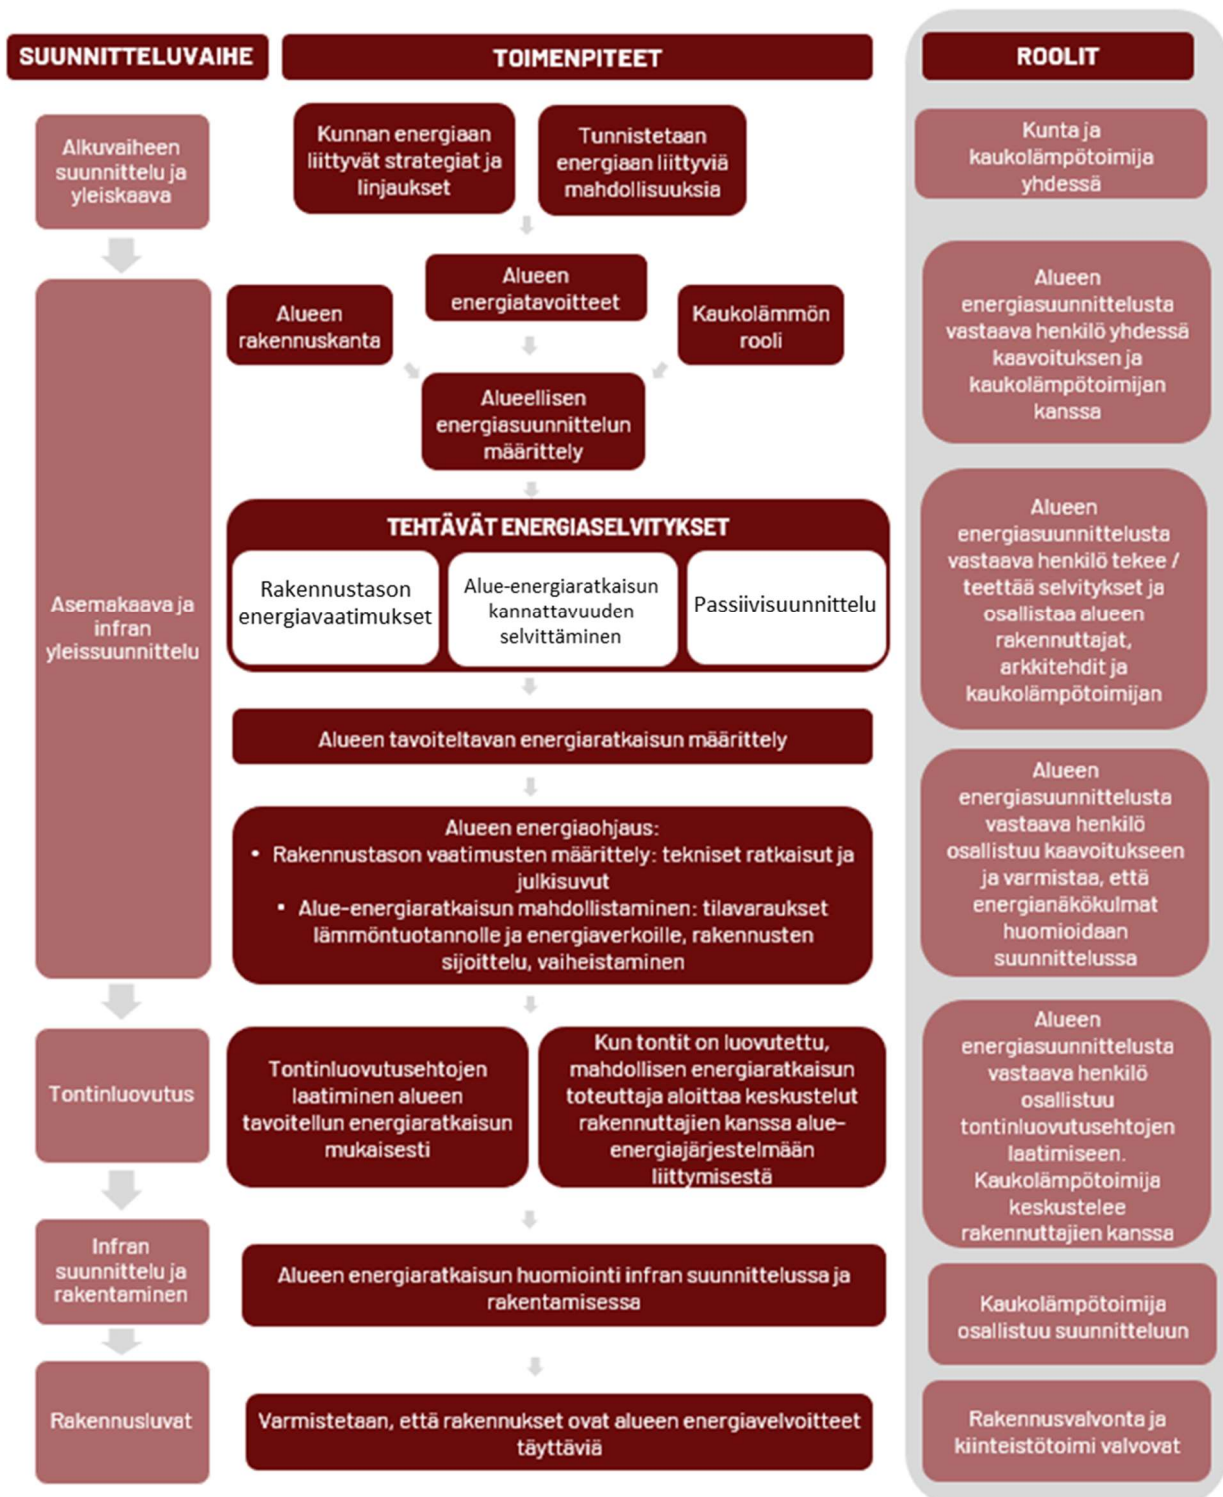 SUUNNITTELUVAIHE
TOIMENPITEET
ROOLIT
Alkuvaiheen
suunnittelu ja
yleiskaava
Kunnan energiaan
liittyvät strategiat ja
linjaukset
Tunnistetaan
energiaan liittyviä
mahdollisuuksia
Kunta ja
kaukolämpötoimija
yhdessä
Asemakaava ja
infran
yleissuunnittelu
Alueen
rakennuskanta
Alueen
energiatavoitteet
Kaukolämmön
rooli
Alueellisen
energiasuunnittelun
määrittely
Alueen
energiasuunnittelusta
vastaava henkilö yhdessä
kaavoituksen ja
kaukolämpötoimijan
kanssa
TEHTÄVÄT ENERGIASELVITYKSET
Rakennustason
energiavaatimukset
Alue-energiaratkaisun
kannattavuuden
selvittäminen
Passiivisuunnittelu
Alueen
energiasuunnittelusta
vastaava henkilö tekee /
teettää selvitykset ja
osallistaa alueen
rakennuttajat,
arkkitehdit ja
kaukolämpötoimijan
Alueen tavoiteltavan energiaratkaisun määrittely
Alueen energiaohjaus:
• Rakennustason vaatimusten määrittely: tekniset ratkaisut ja
julkisuvut
• Alue-energiaratkaisun mahdollistaminen: tilavaraukset
lämmöntuotannolle ja energiaverkoille, rakennusten
sijoittelu, vaiheistaminen
Alueen
energiasuunnittelusta
vastaava henkilö
osallistuu kaavoitukseen
ja varmistaa, että
energianäkökulmat
huomioidaan
suunnittelussa
Tontinluovutus
Tontinluovutusehtojen
laatiminen alueen
tavoitellun energiaratkaisun
mukaisesti
Kun tontit on luovutettu,
mahdollisen energiaratkaisun
toteuttaja aloittaa keskustelut
rakennuttajien kanssa alue-
energiajärjestelmään
liittymisestä
Alueen
energiasuunnittelusta
vastaava henkilö
osallistuu
tontinluovutusehtojen
laatimiseen.
Kaukolämpötoimija
keskustelee
rakennuttajien kanssa
Infran
suunnittelu ja
rakentaminen
Alueen energiaratkaisun huomiointi infran suunnittelussa ja
rakentamisessa
Kaukolämpötoimija
osallistuu suunnitteluun
Rakennusluvat
Varmistetaan, että rakennukset ovat alueen energiavelvoitteet
täyttäviä
Rakennusvalvonta ja
kiinteistötoimi valvovat